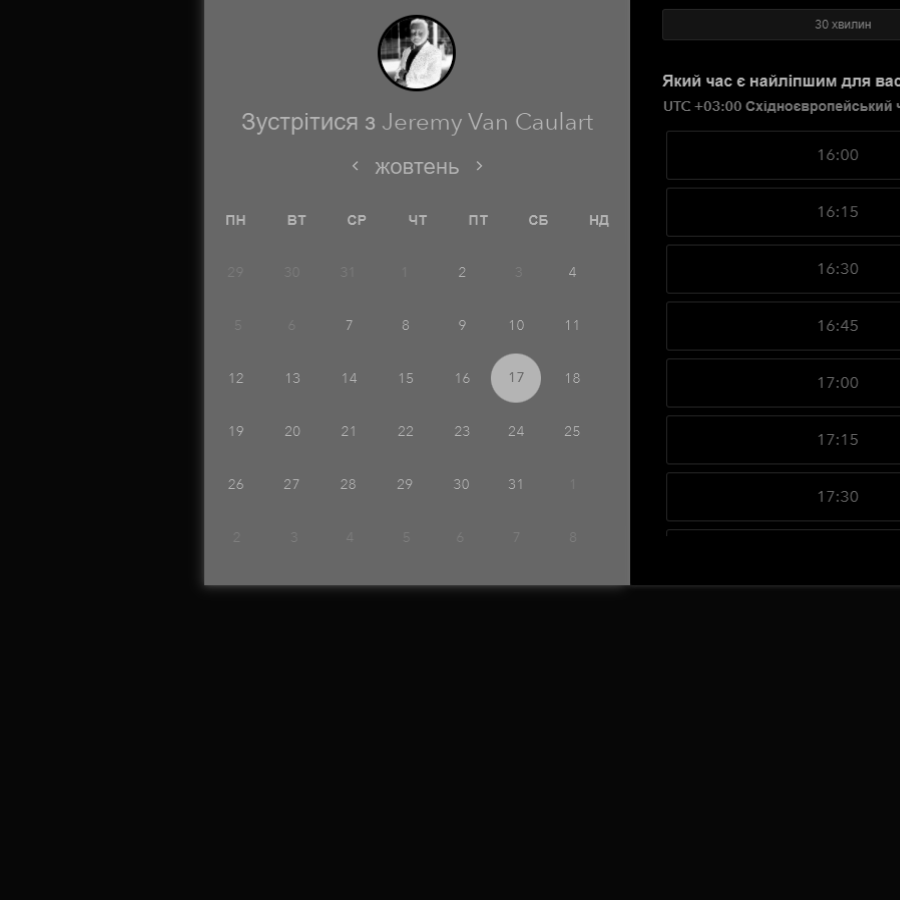 Зустрітися з Jeremy Van Caulart
жовтень
ПН ВТ СР ЧТ ПТ СБ НД
29 30 31 1 2 3 4
5 6 7 8 9 10 11
12 13 14 15 16 17 18
19 20 21 22 23 24 25
26 27 28 29 30 31 1
2 3 4 5 6 7 8
30 хвилин
Який час є найліпшим для вас
UTC +03:00 Східноєвропейський
16:00
16:15
16:30
16:45
17:00
17:15
17:30